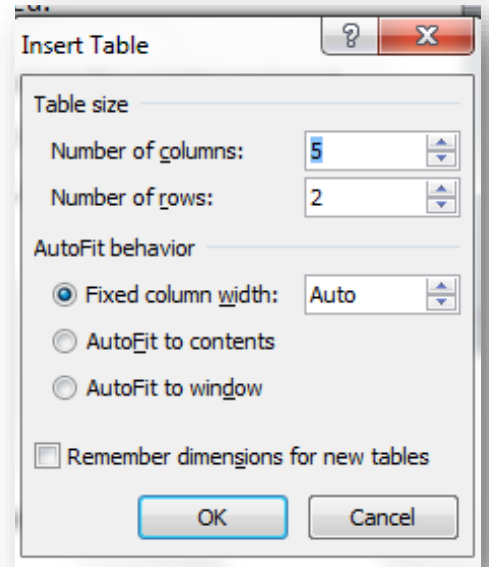 Insert Table
Table size
Number of columns: 5
Number of rows: 2
AutoFit behavior
Fixed column width: Auto
AutoFit to contents
AutoFit to window
Remember dimensions for new tables
OK Cancel